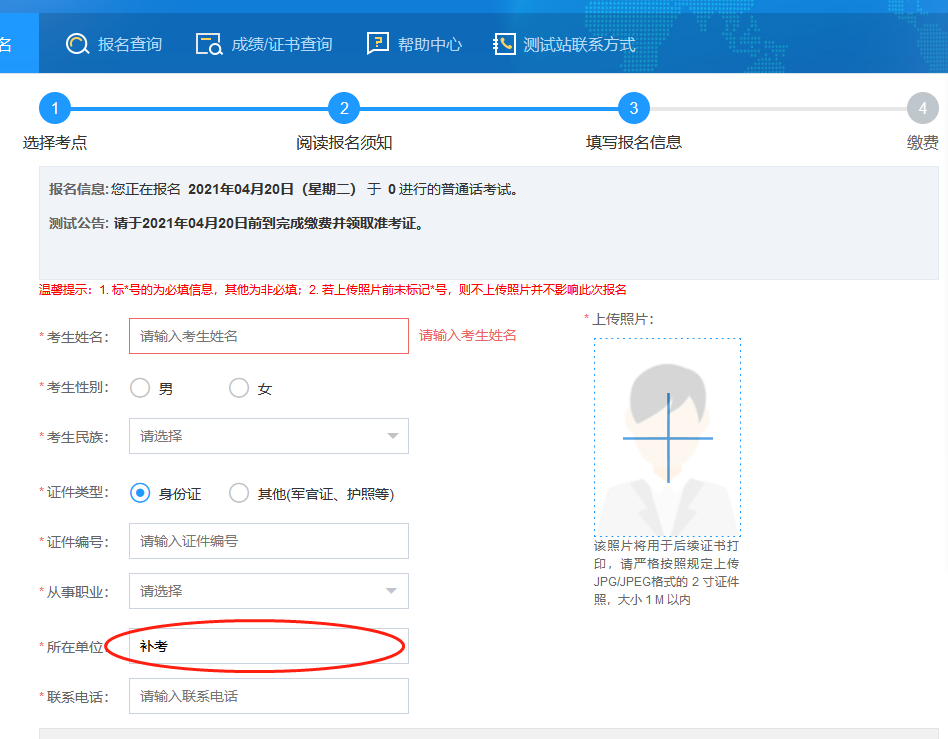 名 报名查询 成绩/证书查询 帮助中心 测试站联系方式
1 2 3 4
选择考点 阅读报名须知 填写报名信息 缴费
报名信息: 您正在报名 2021年04月20日（星期二） 于 0 进行的普通话考试。
测试公告: 请于2021年04月20日前到完成缴费并领取准考证。
温馨提示：1. 标*号的为必填信息，其他为非必填；2. 若上传照片前未标记*号，则不上传照片并不影响此次报名
* 上传照片：
* 考生姓名： 请输入考生姓名 请输入考生姓名
* 考生性别： 男 女
* 考生民族： 请选择
* 证件类型： 身份证 其他(军官证、护照等)
* 证件编号： 请输入证件编号
该照片将用于后续证书打
印，请严格按照规定上传
JPG/JPEG格式的 2 寸证件
照，大小 1 M 以内
* 从事职业： 请选择
* 所在单位 补考
* 联系电话： 请输入联系电话